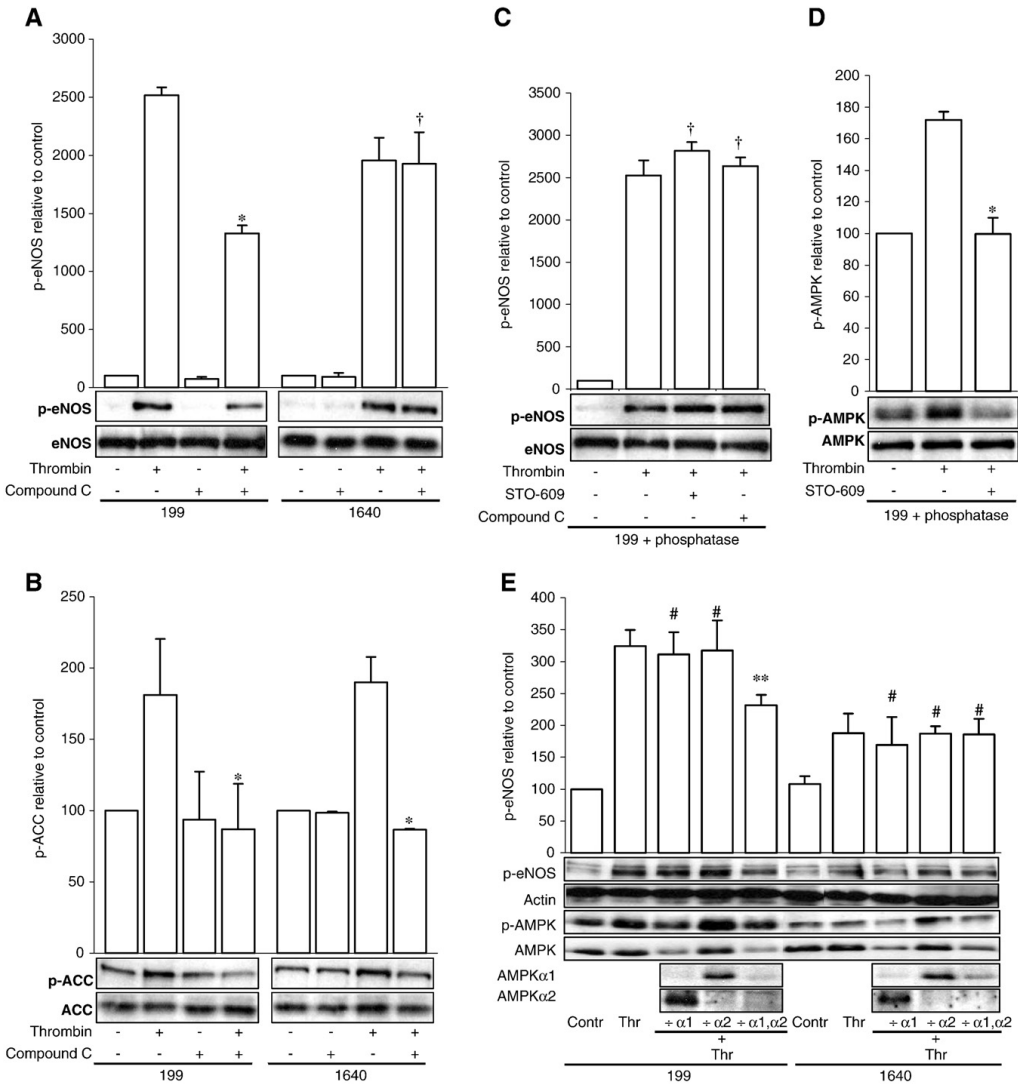 A
p-eNOS relative to control
3000
2500
2000
1500
1000
500
0
*
†
p-eNOS
eNOS
Thrombin - + - + - - + +
Compound C - - + + - + - +
199 1640
C
p-eNOS relative to control
3500
3000
2500
2700
3000
500
0
† †
p-eNOS
eNOS
Thrombin - + + +
STO-609 - - + -
Compound C - - - +
199 + phosphatase
D
p-AMPK relative to control
200
180
160
140
120
100
80
60
40
20
0
*
p-AMPK
AMPK
Thrombin - + +
STO-609 - - +
199 + phosphatase
B
p-ACC relative to control
250
200
150
100
50
0
*
*
p-ACC
ACC
Thrombin - + - + - - + +
Compound C - - + + - + - +
199 1640
E
p-eNOS relative to control
400
350
300
250
200
150
100
50
0
# # ** # # #
p-eNOS
Actin
p-AMPK
AMPK
AMPKα1
AMPKα2
Contr Thr ÷ α1 ÷ α2 ÷ α1,α2 Contr Thr ÷ α1 ÷ α2 ÷ α1,α2
+ +
Thr Thr
199 1640